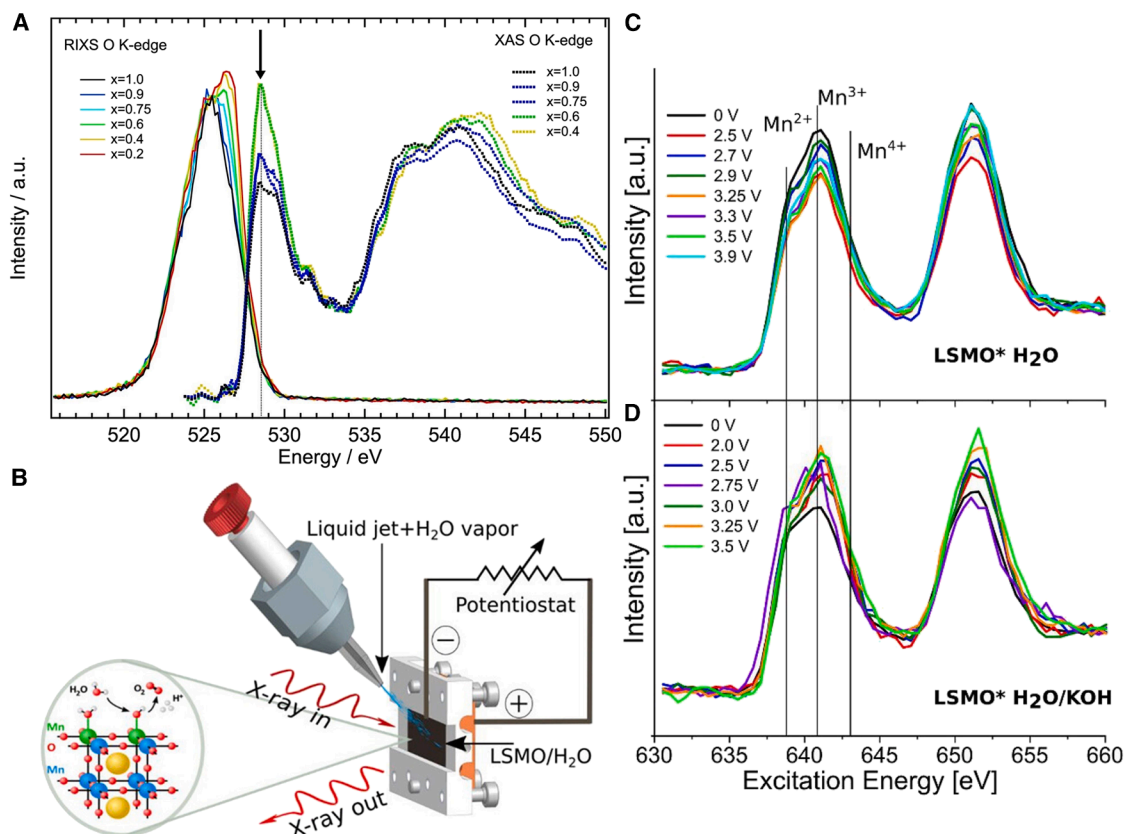 A
RIXS O K-edge
x=1.0
x=0.9
x=0.75
x=0.6
x=0.4
x=0.2
XAS O K-edge
x=1.0
x=0.9
x=0.75
x=0.6
x=0.4
Intensity / a.u.
520
525
530
535
540
545
550
Energy / eV
B
Liquid jet+H₂O vapor
Potentiostat
−
+
X-ray in
X-ray out
LSMO/H₂O
H₂O
O₂
H⁺
Mn
O
Mn
C
Intensity [a.u.]
0 V
2.5 V
2.7 V
2.9 V
3.25 V
3.3 V
3.5 V
3.9 V
Mn²⁺
Mn³⁺
Mn⁴⁺
LSMO* H₂O
D
Intensity [a.u.]
0 V
2.0 V
2.5 V
2.75 V
3.0 V
3.25 V
3.5 V
LSMO* H₂O/KOH
630
635
640
645
650
655
660
Excitation Energy [eV]